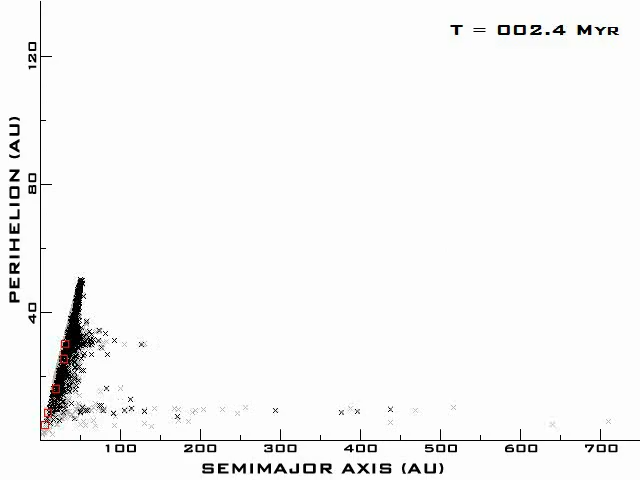 T = 002.4 Myr
120
80
40
PERIHELION (AU)
100 200 300 400 500 600 700
SEMIMAJOR AXIS (AU)